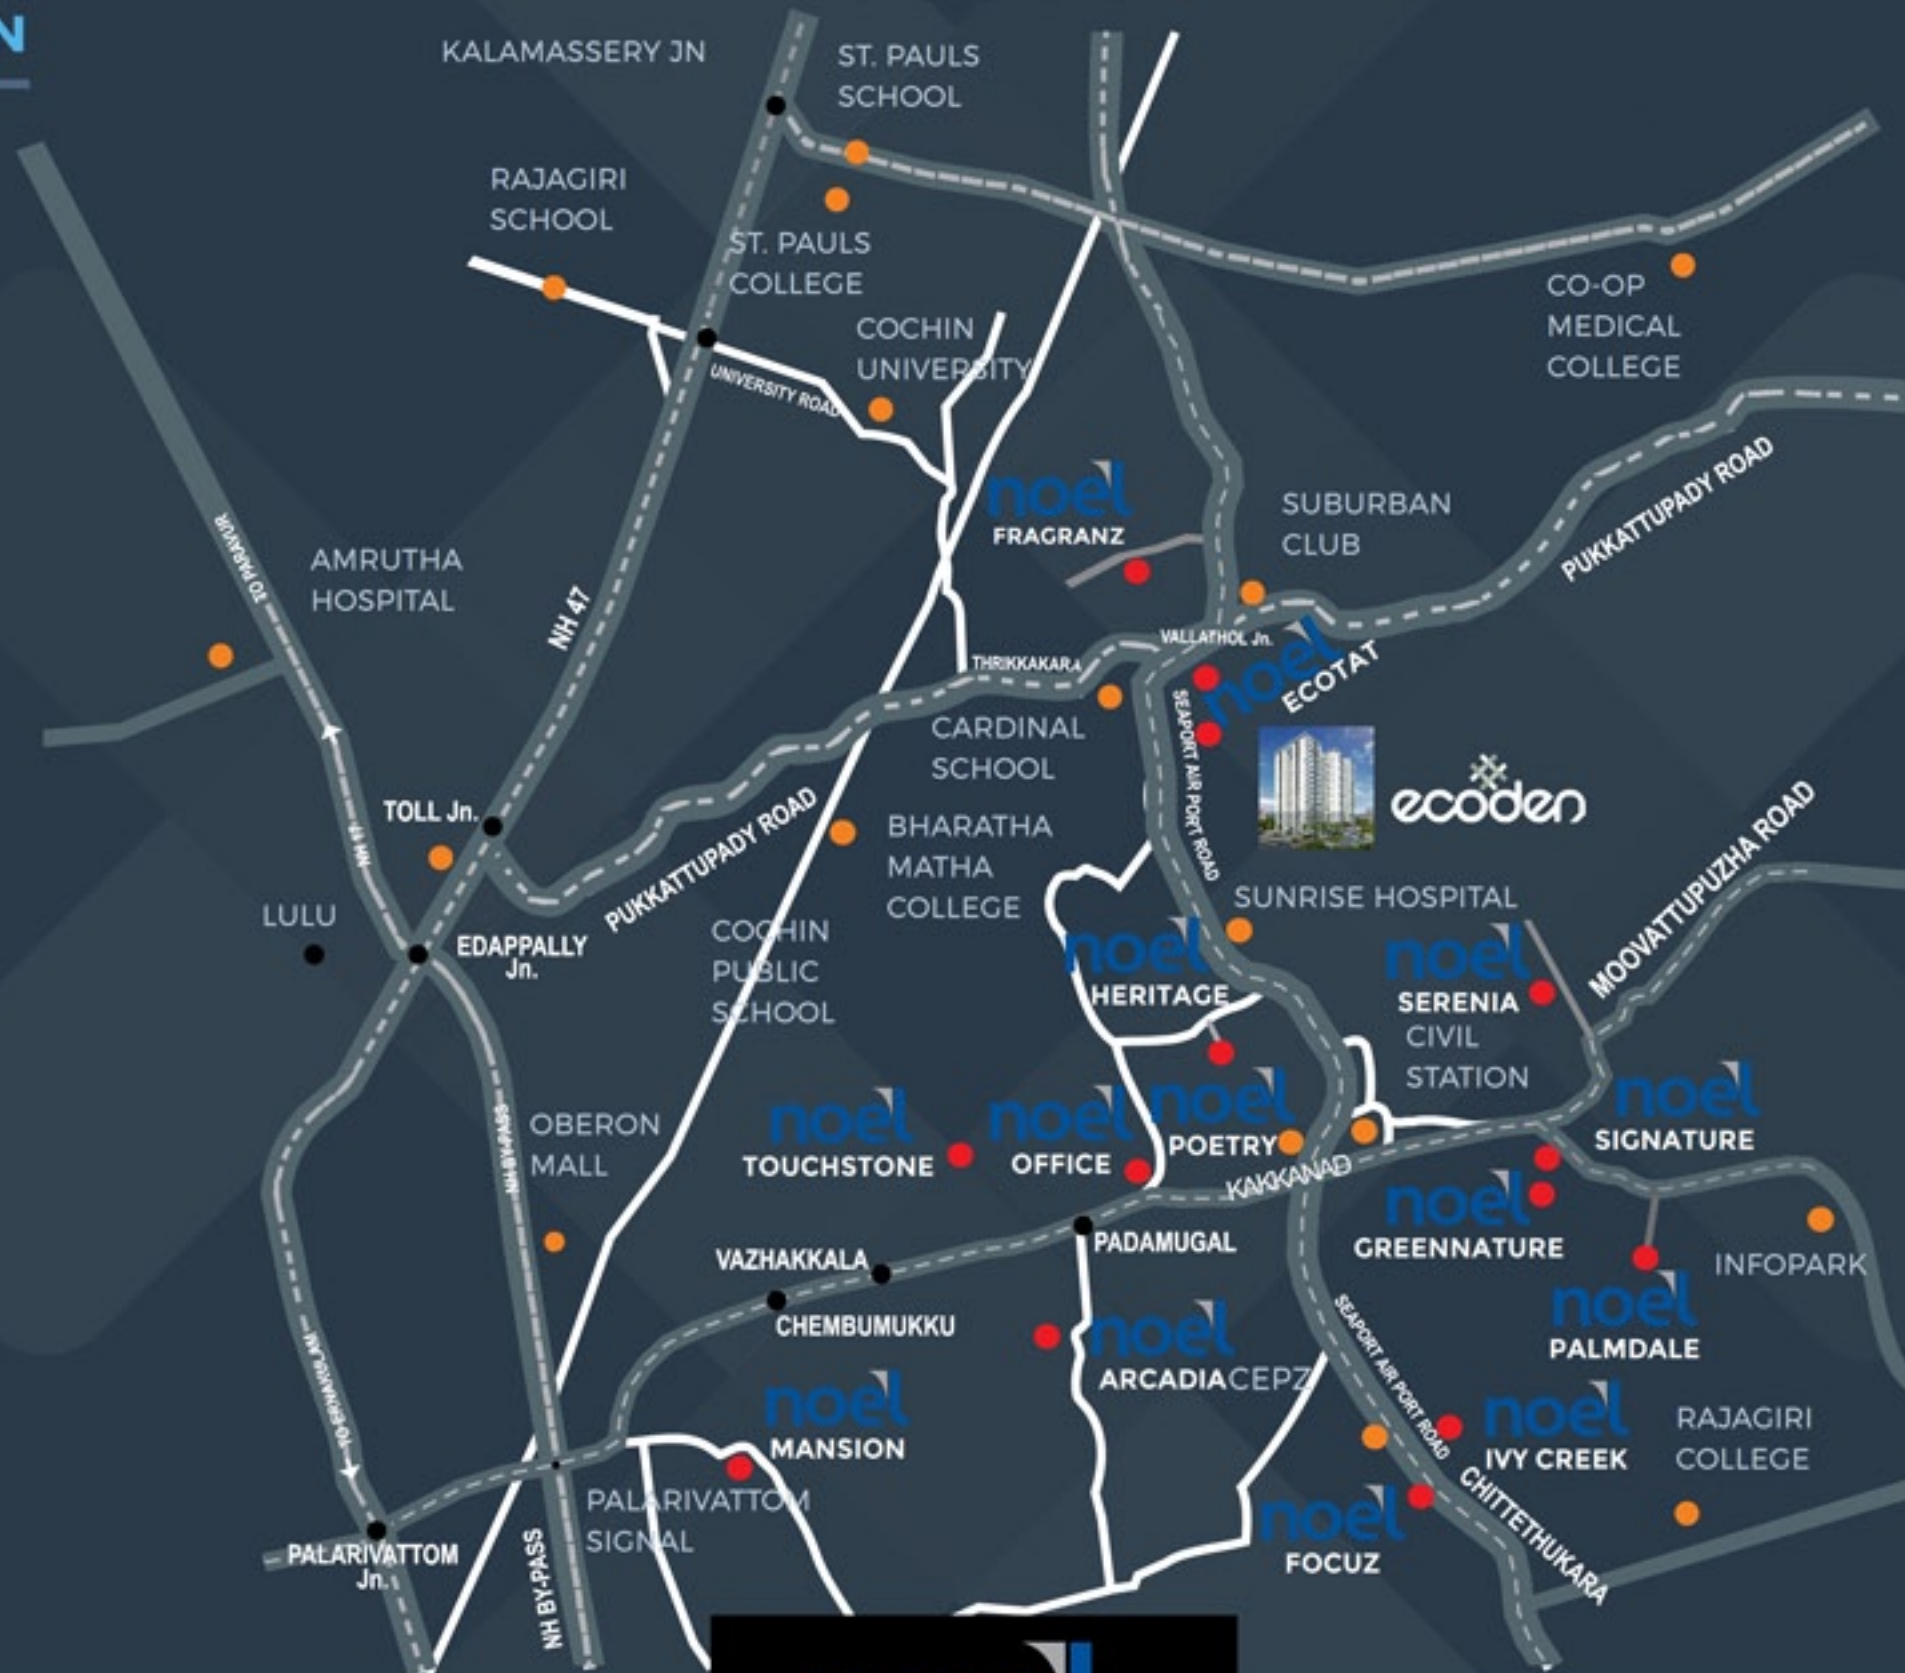 N
KALAMASSERY JN
ST. PAULS
SCHOOL
RAJAGIRI
SCHOOL
ST. PAULS
COLLEGE
COCHIN
UNIVERSITY
UNIVERSITY ROAD
CO-OP
MEDICAL
COLLEGE
noel
FRAGRANZ
SUBURBAN
CLUB
PUKKATTUPADY ROAD
TO PARAVUR
AMRUTHA
HOSPITAL
NH 47
THRIKKAKARA
VALLATHOL Jn.
noel
ECOTAT
CARDINAL
SCHOOL
SEAPORT AIR PORT ROAD
ecoden
TOLL Jn.
NH 17
PUKKATTUPADY ROAD
BHARATHA
MATHA
COLLEGE
LULU
EDAPPALLY
Jn.
COCHIN
PUBLIC
SCHOOL
SUNRISE HOSPITAL
MOOVATTUPUZHA ROAD
noel
HERITAGE
noel
SERENIA
CIVIL
STATION
OBERON
MALL
NH BY-PASS
noel
TOUCHSTONE
noel
OFFICE
noel
POETRY
noel
SIGNATURE
KAKKANAD
noel
GREENNATURE
PADAMUGAL
VAZHAKKALA
CHEMBUMUKKU
INFOPARK
noel
PALMDALE
noel
ARCADIA
CEPZ
SEAPORT AIR PORT ROAD
TO ERNAKULAM
noel
MANSION
noel
IVY CREEK
RAJAGIRI
COLLEGE
PALARIVATTOM
SIGNAL
noel
FOCUZ
CHITTETHUKARA
PALARIVATTOM
Jn.
NH BY-PASS